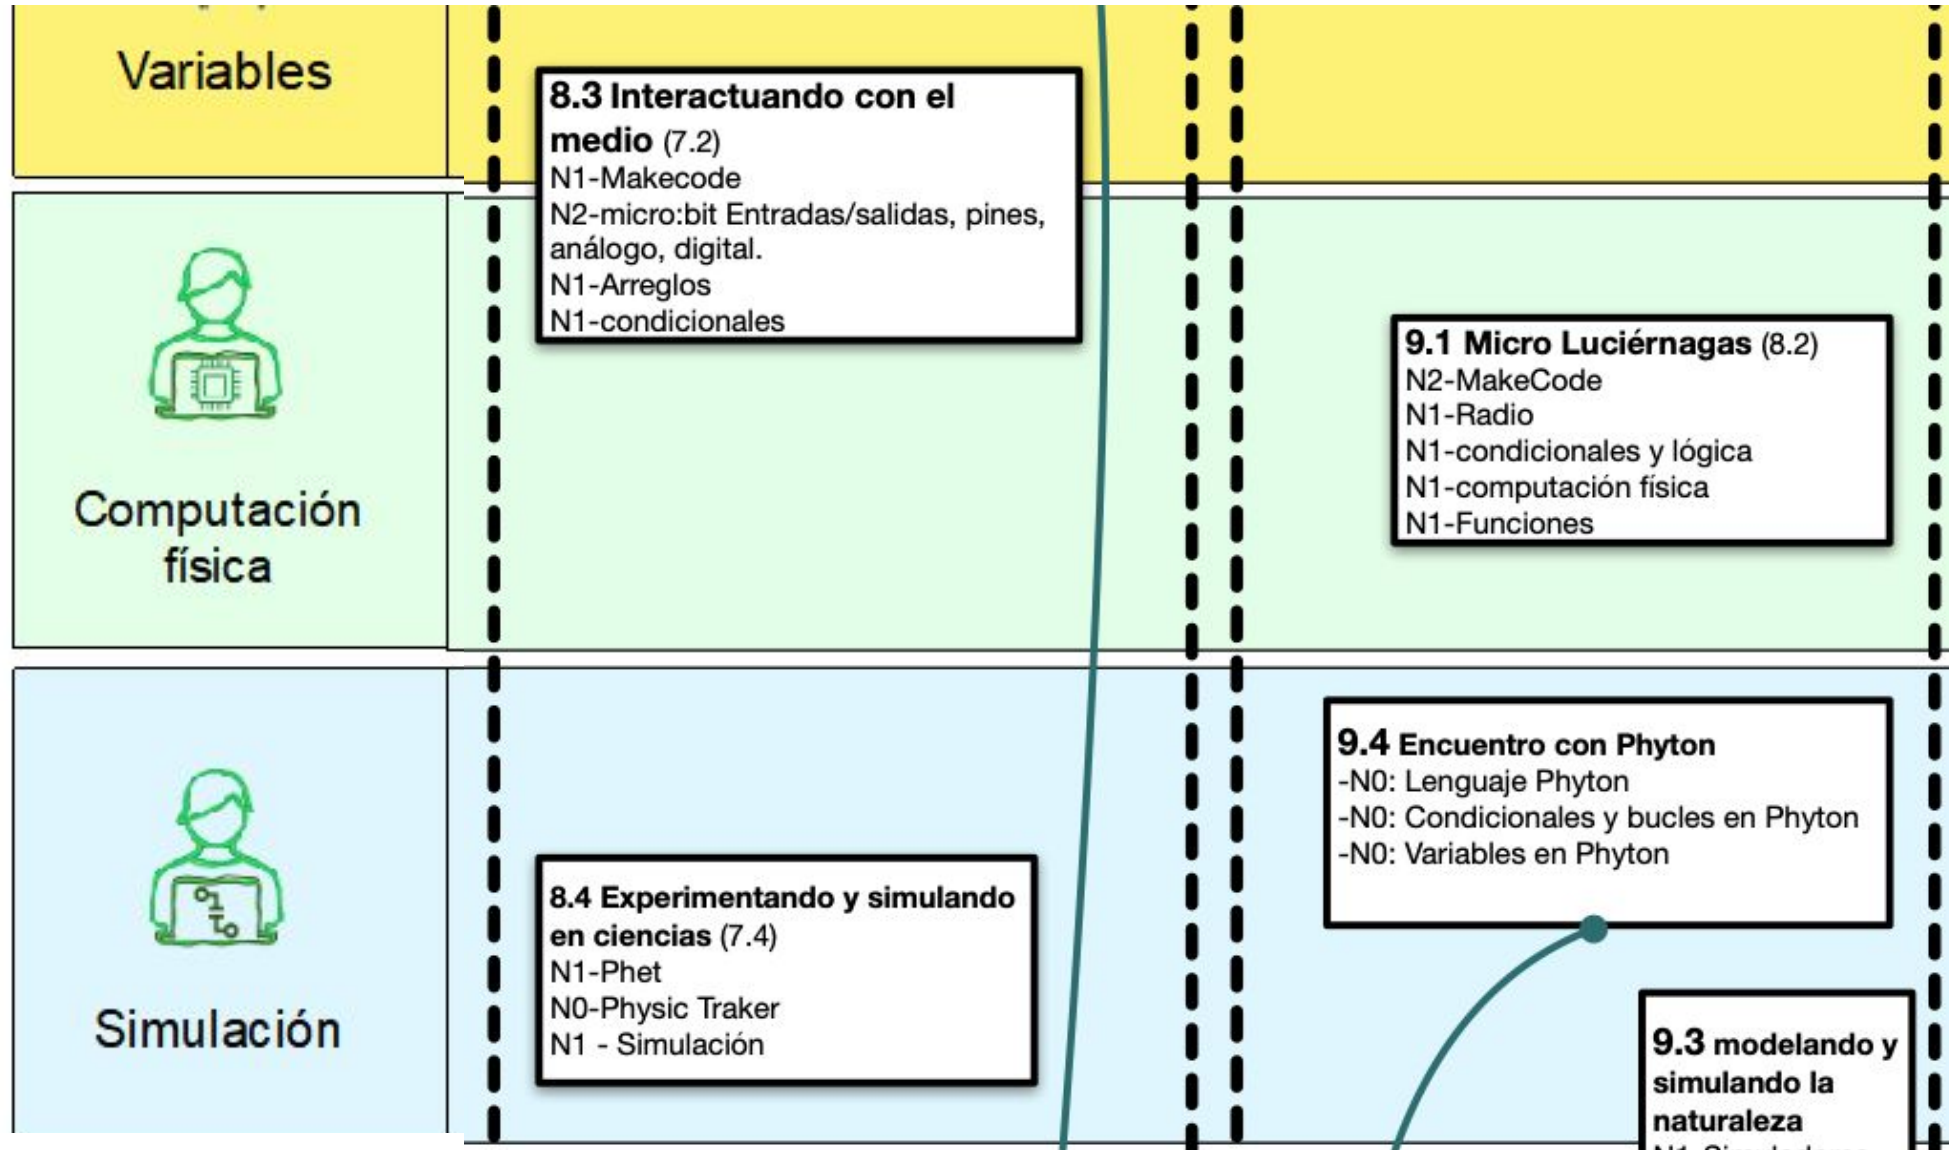 Variables
8.3 Interactuando con el
medio (7.2)
N1-Makecode
N2-micro:bit Entradas/salidas, pines,
análogo, digital.
N1-Arreglos
N1-condicionales
Computación
física
9.1 Micro Luciérnagas (8.2)
N2-MakeCode
N1-Radio
N1-condicionales y lógica
N1-computación física
N1-Funciones
Simulación
8.4 Experimentando y simulando
en ciencias (7.4)
N1-Phet
N0-Physic Traker
N1 - Simulación
9.4 Encuentro con Phyton
-N0: Lenguaje Phyton
-N0: Condicionales y bucles en Phyton
-N0: Variables en Phyton
9.3 modelando y
simulando la
naturaleza